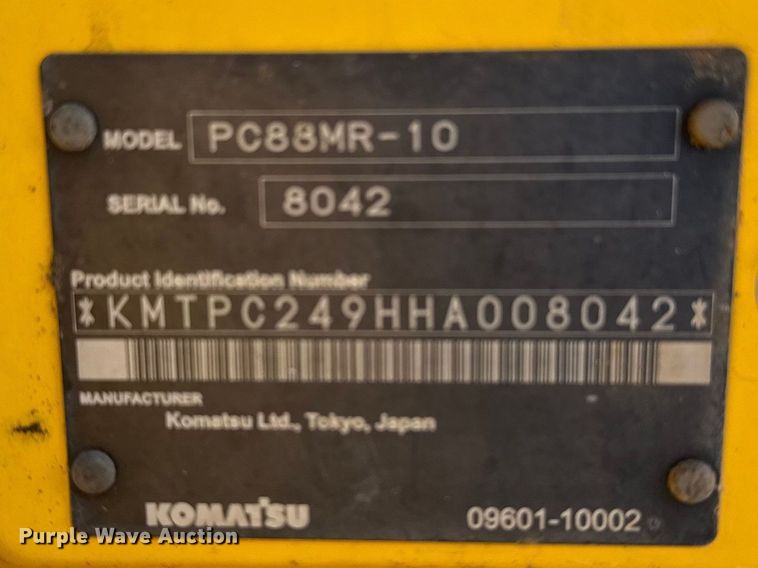 MODEL PC88MR-10
SERIAL No. 8042
Product Identification Number
*KMTPC249HHA008042*
MANUFACTURER
Komatsu Ltd., Tokyo, Japan
KOMATSU 09601-10002
Purple Wave Auction